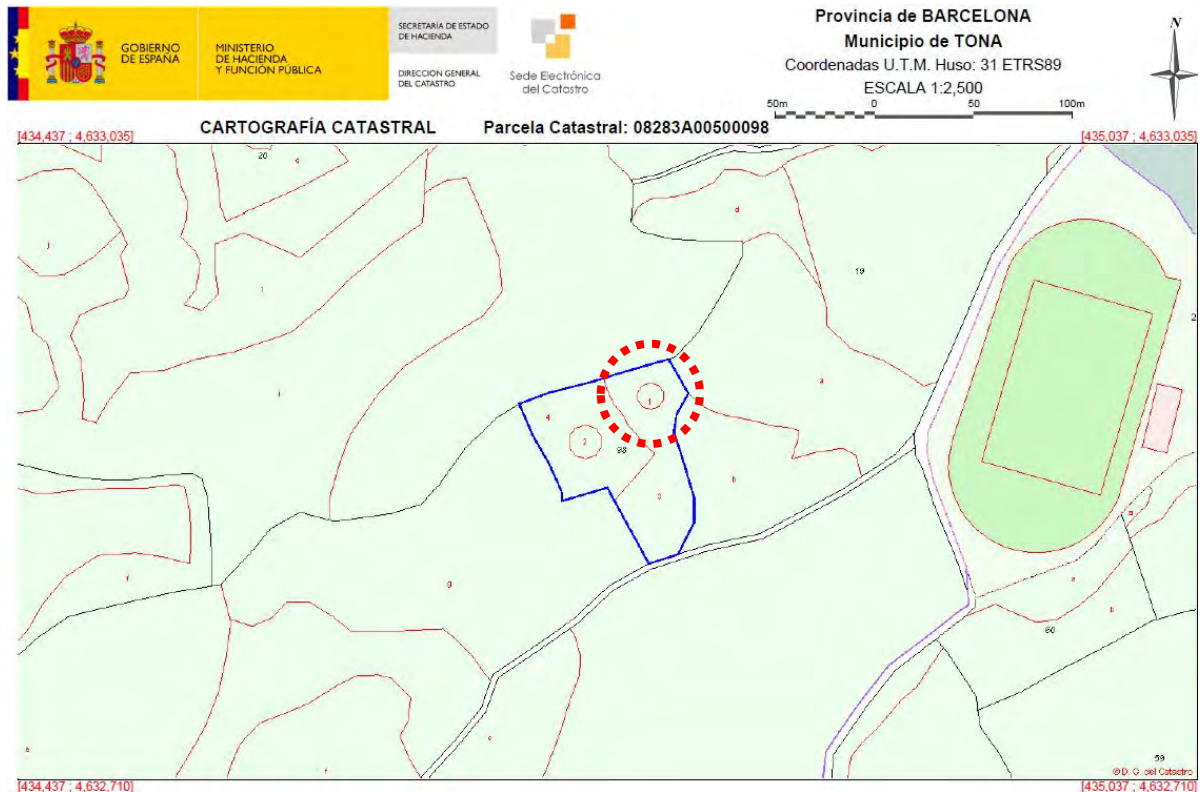 GOBIERNO
DE ESPAÑA
MINISTERIO
DE HACIENDA
Y FUNCIÓN PÚBLICA
SECRETARÍA DE ESTADO
DE HACIENDA
DIRECCIÓN GENERAL
DEL CATASTRO
Sede Electrónica
del Catastro
Provincia de BARCELONA
Municipio de TONA
Coordenadas U.T.M. Huso: 31 ETRS89
ESCALA 1:2,500
50m 0 50 100m
N
CARTOGRAFÍA CATASTRAL Parcela Catastral: 08283A00500098
[434,437 ; 4,633,035] [435,037 ; 4,633,035]
20
d
19
j
i
2
a
1
4
2
98
3
b
f
g
a
b
60
c
f
59
© D. G. del Catastro
[434,437 ; 4,632,710] [435,037 ; 4,632,710]